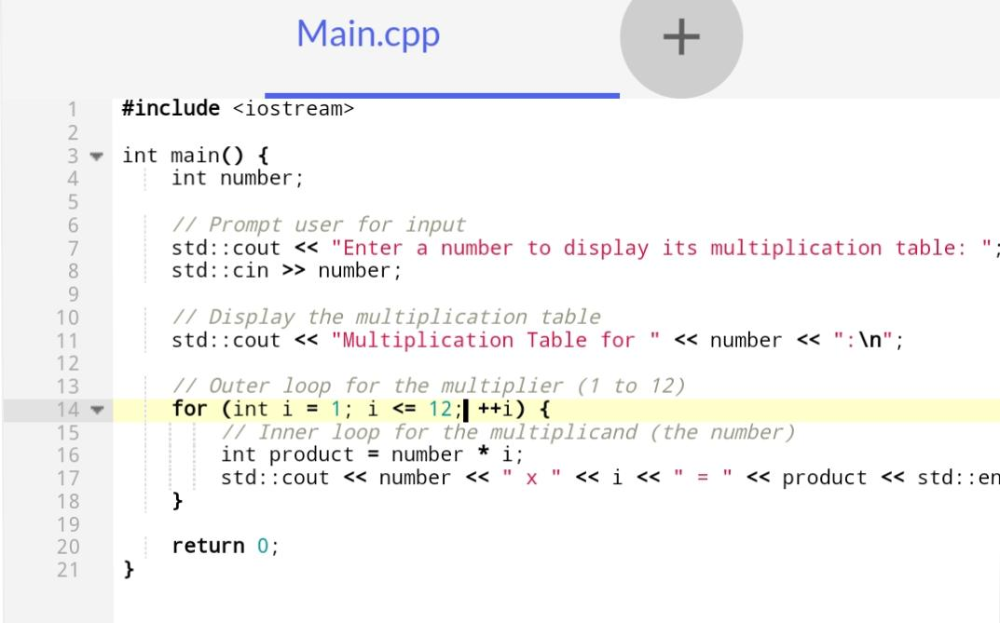 Main.cpp
+
1 #include <iostream>
2
3 int main() {
4     int number;
5
6     // Prompt user for input
7     std::cout << "Enter a number to display its multiplication table: ";
8     std::cin >> number;
9
10     // Display the multiplication table
11     std::cout << "Multiplication Table for " << number << ":\n";
12
13     // Outer loop for the multiplier (1 to 12)
14     for (int i = 1; i <= 12; ++i) {
15         // Inner loop for the multiplicand (the number)
16         int product = number * i;
17         std::cout << number << " x " << i << " = " << product << std::en
18     }
19
20     return 0;
21 }